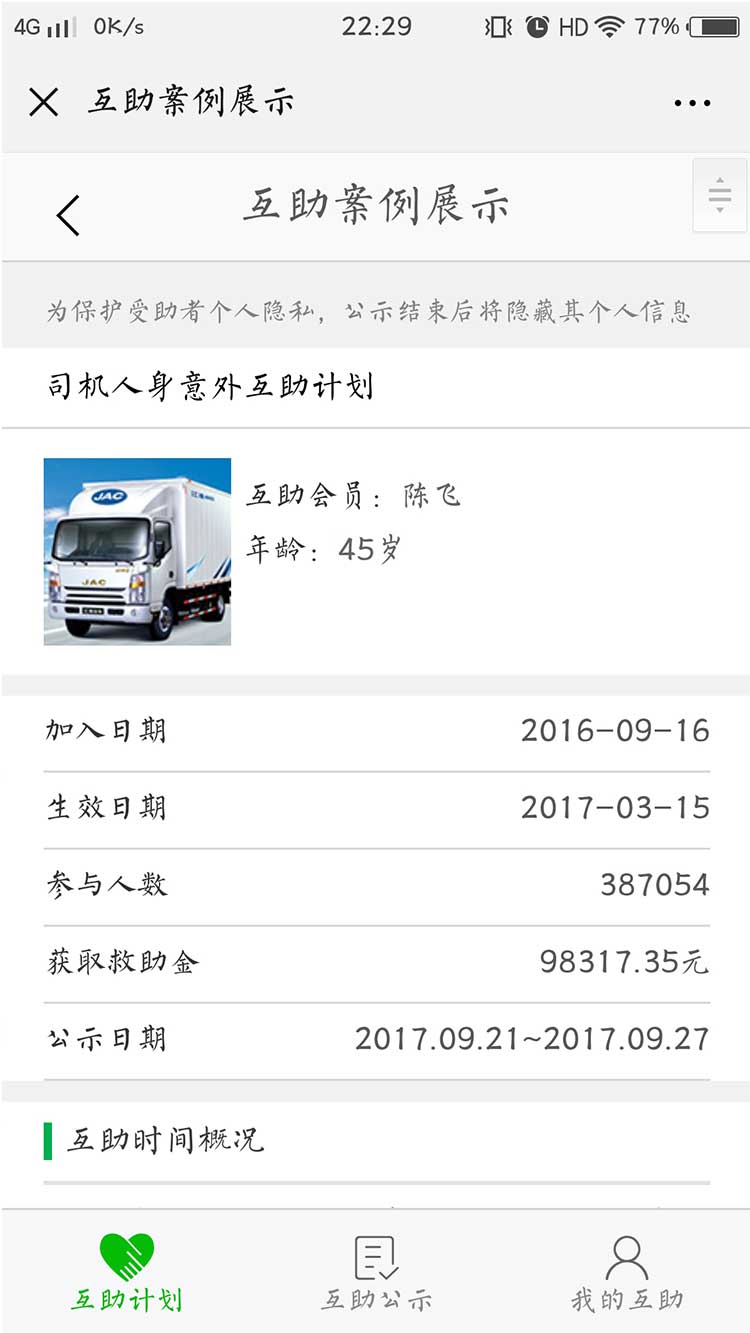 4G 0K/s 22:29 HD 77%
互助案例展示
互助案例展示
为保护受助者个人隐私，公示结束后将隐藏其个人信息
司机人身意外互助计划
JAC
JAC
互助会员：陈飞
年龄：45岁
加入日期 2016-09-16
生效日期 2017-03-15
参与人数 387054
获取救助金 98317.35元
公示日期 2017.09.21~2017.09.27
互助时间概况
互助计划 互助公示 我的互助